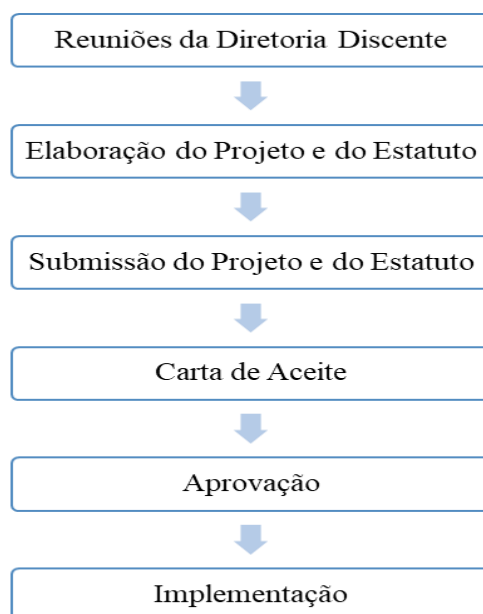 Reuniões da Diretoria Discente
Elaboração do Projeto e do Estatuto
Submissão do Projeto e do Estatuto
Carta de Aceite
Aprovação
Implementação